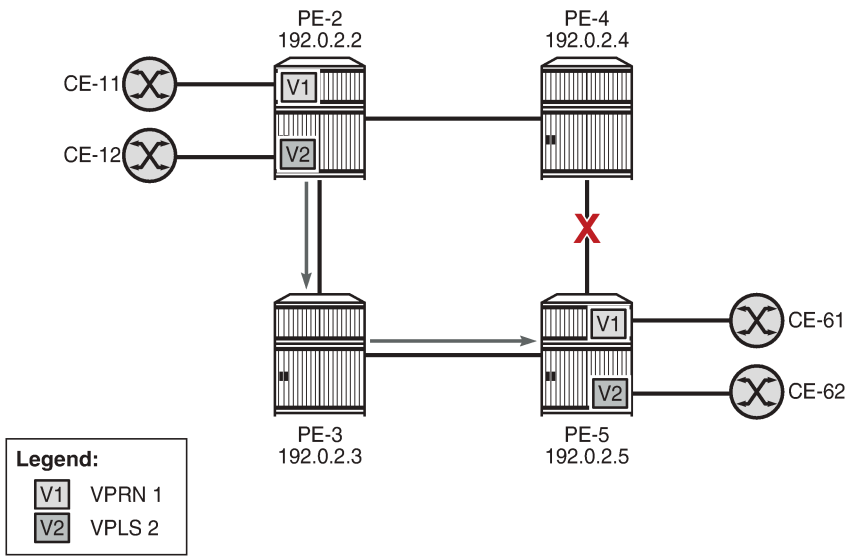 PE-2
192.0.2.2
PE-4
192.0.2.4
CE-11
V1
CE-12
V2
X
V1
CE-61
V2
CE-62
PE-3
192.0.2.3
PE-5
192.0.2.5
Legend:
V1 VPRN 1
V2 VPLS 2